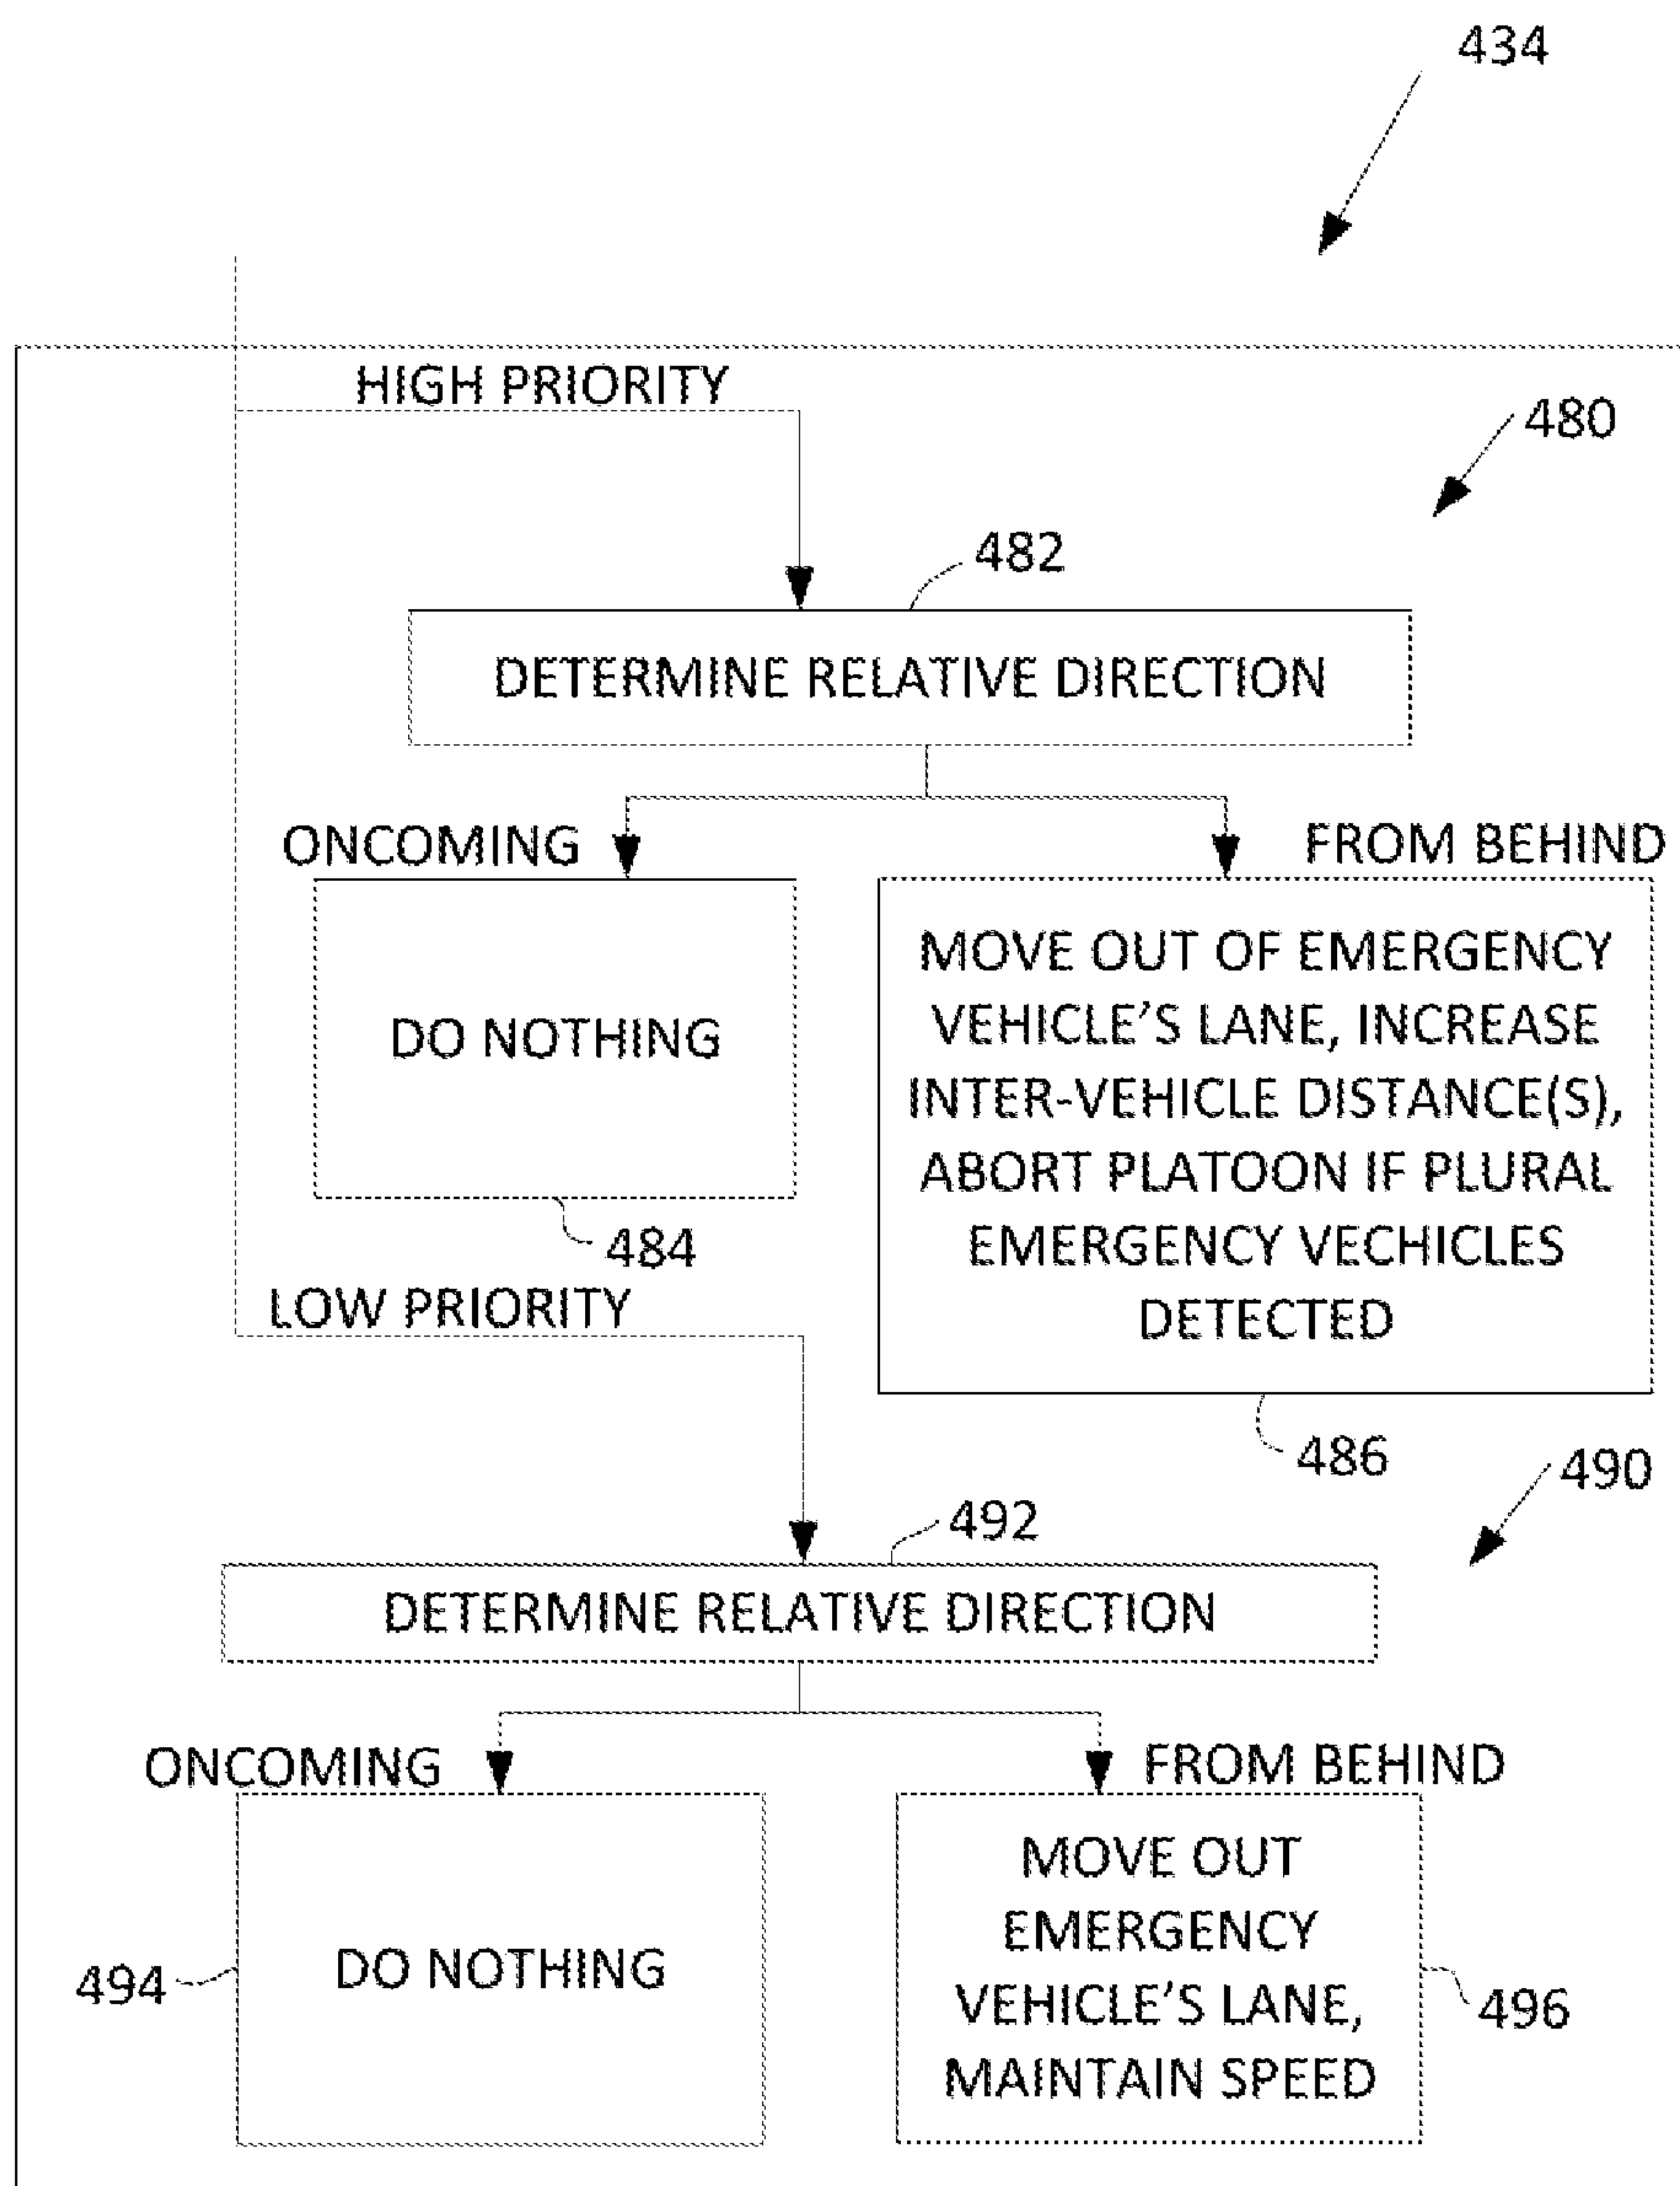 434
HIGH PRIORITY
480
482
DETERMINE RELATIVE DIRECTION
ONCOMING
FROM BEHIND
DO NOTHING
484
MOVE OUT OF EMERGENCY
VEHICLE'S LANE, INCREASE
INTER-VEHICLE DISTANCE(S),
ABORT PLATOON IF PLURAL
EMERGENCY VECHICLES
DETECTED
486
LOW PRIORITY
490
492
DETERMINE RELATIVE DIRECTION
ONCOMING
FROM BEHIND
494
DO NOTHING
MOVE OUT
EMERGENCY
VEHICLE'S LANE,
MAINTAIN SPEED
496